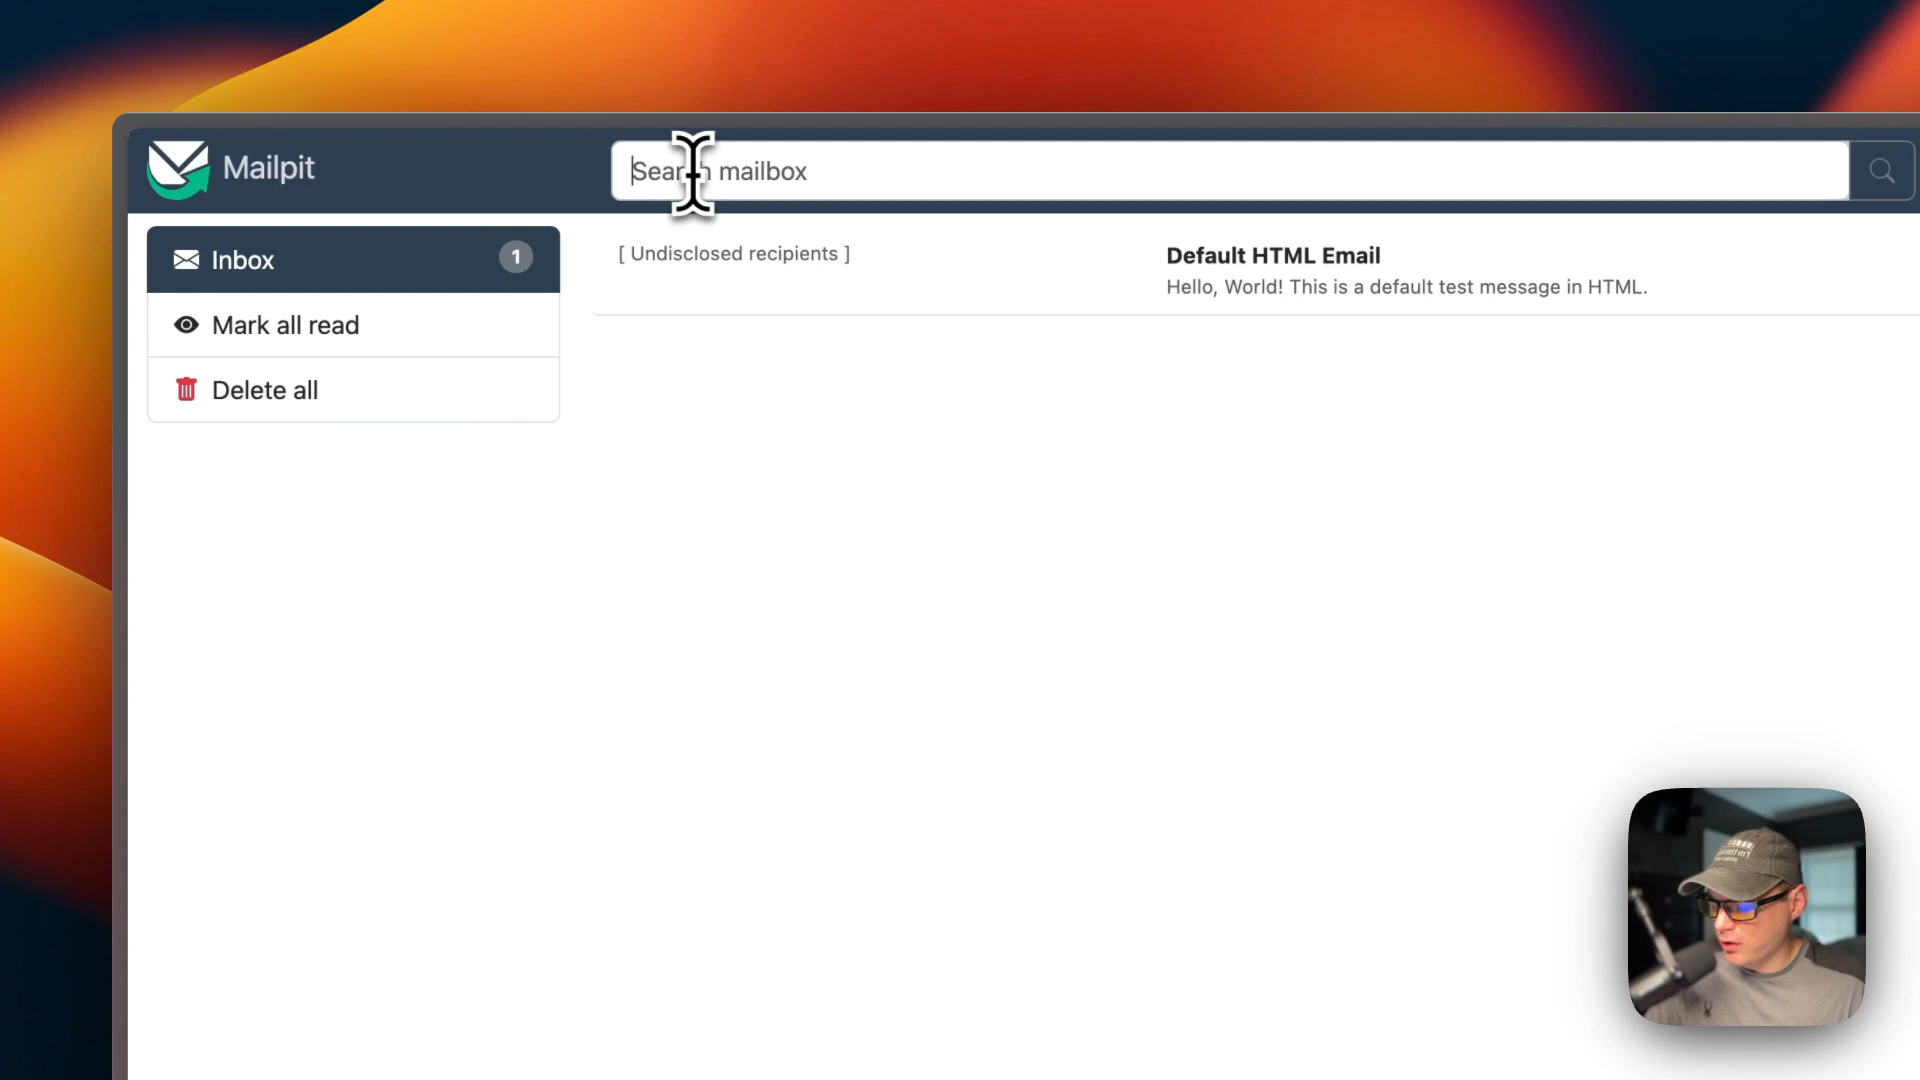 Mailpit
Search mailbox
Inbox
1
Mark all read
Delete all
[ Undisclosed recipients ]
Default HTML Email
Hello, World! This is a default test message in HTML.